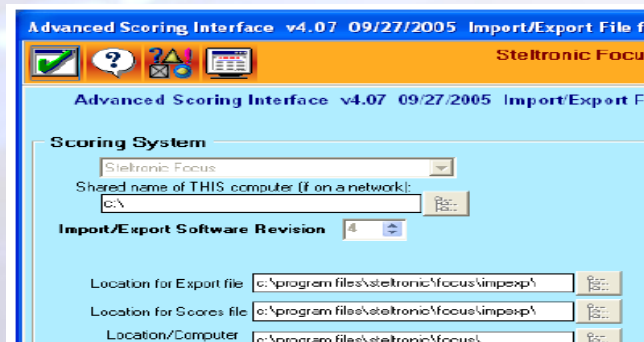 Advanced Scoring Interface v4.07 09/27/2005 Import/Export File f
Steltronic Focu
Advanced Scoring Interface v4.07 09/27/2005 Import/Export F
Scoring System
Steltronic Focus
Shared name of THIS computer (if on a network):
c:\
Import/Export Software Revision 4
Location for Export file c:\program files\steltronic\focus\impexp\
Location for Scores file c:\program files\steltronic\focus\impexp\
Location/Computer c:\program files\steltronic\focus\